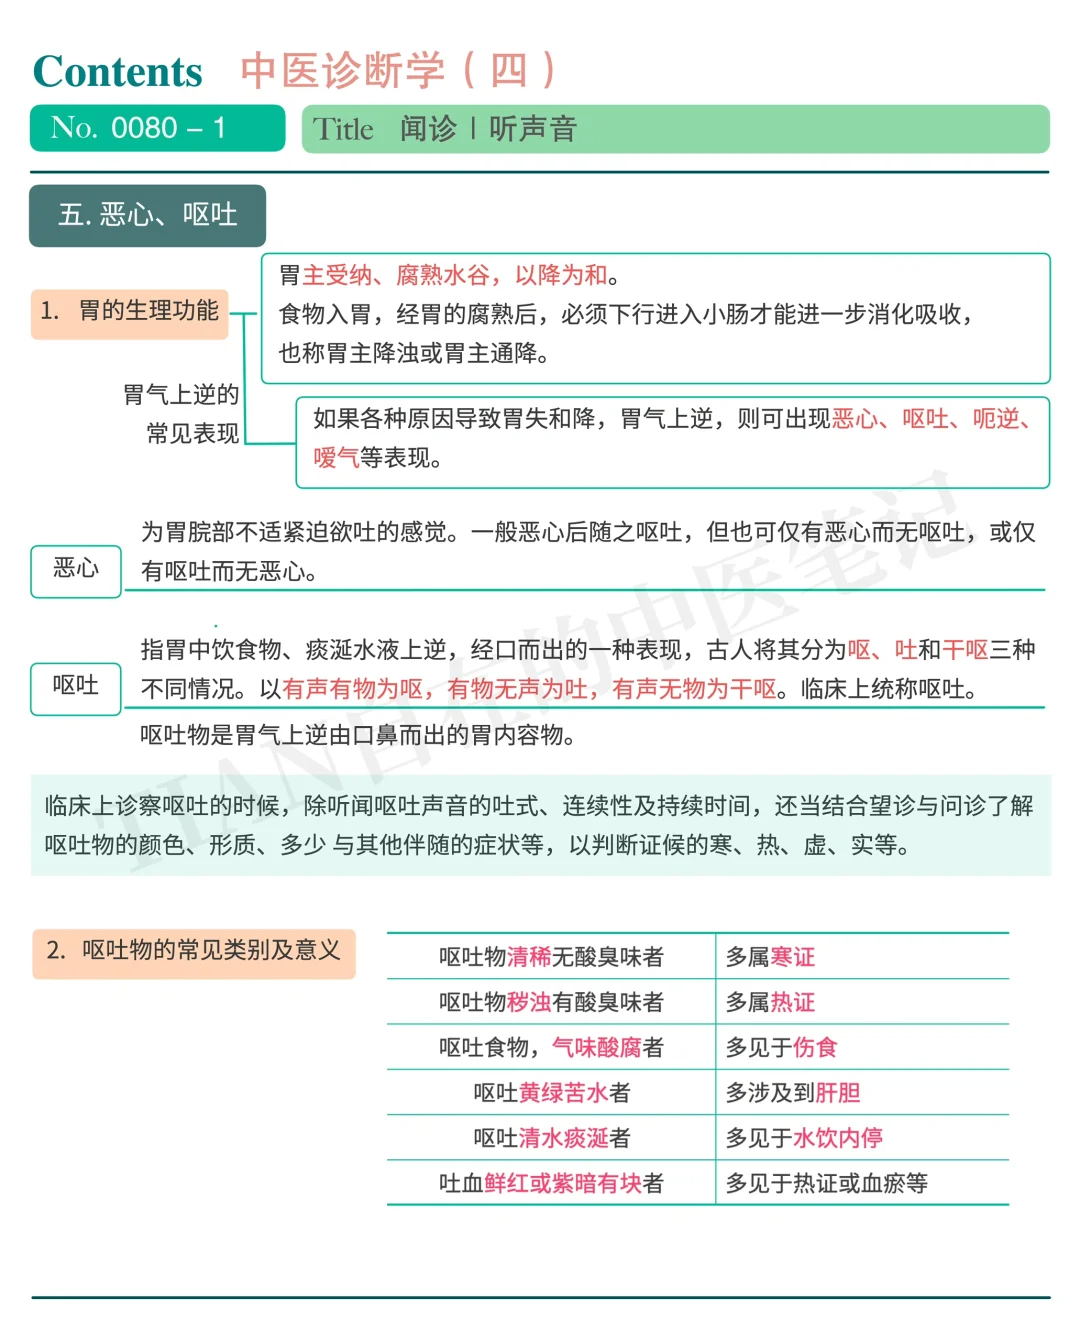 Contents 中医诊断学（四）
No. 0080 – 1
Title 闻诊丨听声音
五. 恶心、呕吐
1. 胃的生理功能
胃主受纳、腐熟水谷，以降为和。
食物入胃，经胃的腐熟后，必须下行进入小肠才能进一步消化吸收，
也称胃主降浊或胃主通降。
胃气上逆的
常见表现
如果各种原因导致胃失和降，胃气上逆，则可出现恶心、呕吐、呃逆、
嗳气等表现。
恶心
为胃脘部不适紧迫欲吐的感觉。一般恶心后随之呕吐，但也可仅有恶心而无呕吐，或仅
有呕吐而无恶心。
呕吐
指胃中饮食物、痰涎水液上逆，经口而出的一种表现，古人将其分为呕、吐和干呕三种
不同情况。以有声有物为呕，有物无声为吐，有声无物为干呕。临床上统称呕吐。
呕吐物是胃气上逆由口鼻而出的胃内容物。
临床上诊察呕吐的时候，除听闻呕吐声音的吐式、连续性及持续时间，还当结合望诊与问诊了解
呕吐物的颜色、形质、多少 与其他伴随的症状等，以判断证候的寒、热、虚、实等。
2. 呕吐物的常见类别及意义
呕吐物清稀无酸臭味者 多属寒证
呕吐物秽浊有酸臭味者 多属热证
呕吐食物，气味酸腐者 多见于伤食
呕吐黄绿苦水者 多涉及到肝胆
呕吐清水痰涎者 多见于水饮内停
吐血鲜红或紫暗有块者 多见于热证或血瘀等
TIAN自在的中医笔记